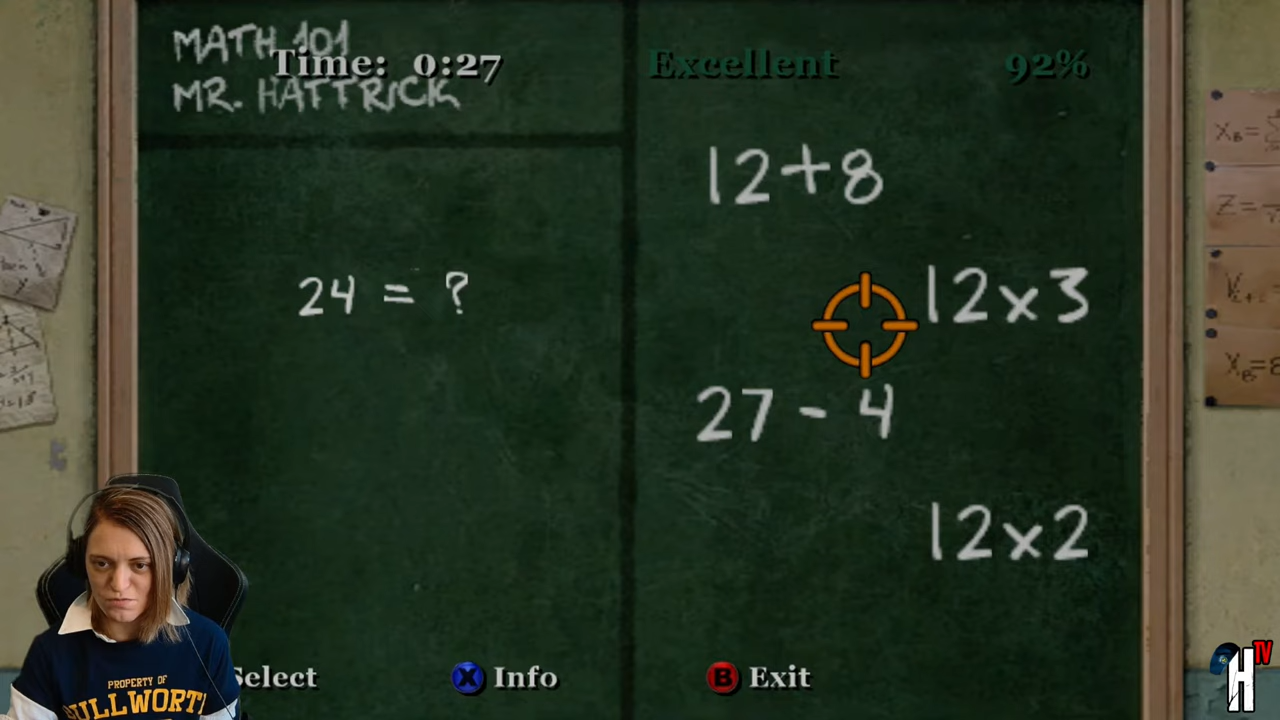 MATH 101
MR. HATTRICK
Time: 0:27
Excellent
92%
24 = ?
12+8
12x3
27-4
12x2
Select
Info
Exit
X
B
PROPERTY OF
H
TV